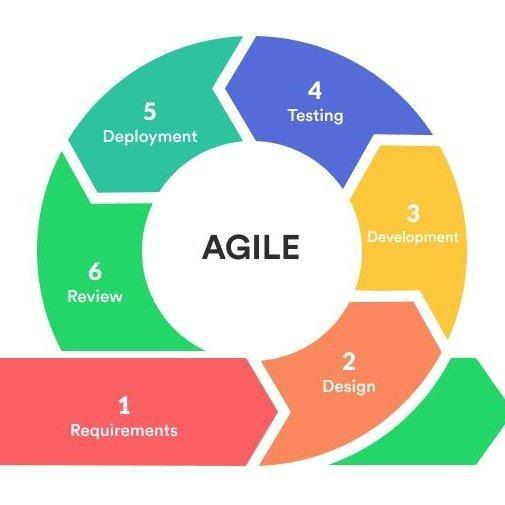 AGILE
1
Requirements
2
Design
3
Development
4
Testing
5
Deployment
6
Review